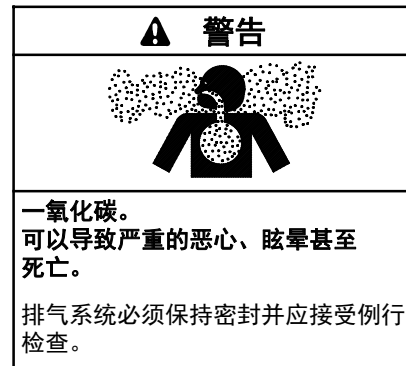 警告
一氧化碳。
可以导致严重的恶心、眩晕甚至
死亡。
排气系统必须保持密封并应接受例行
检查。